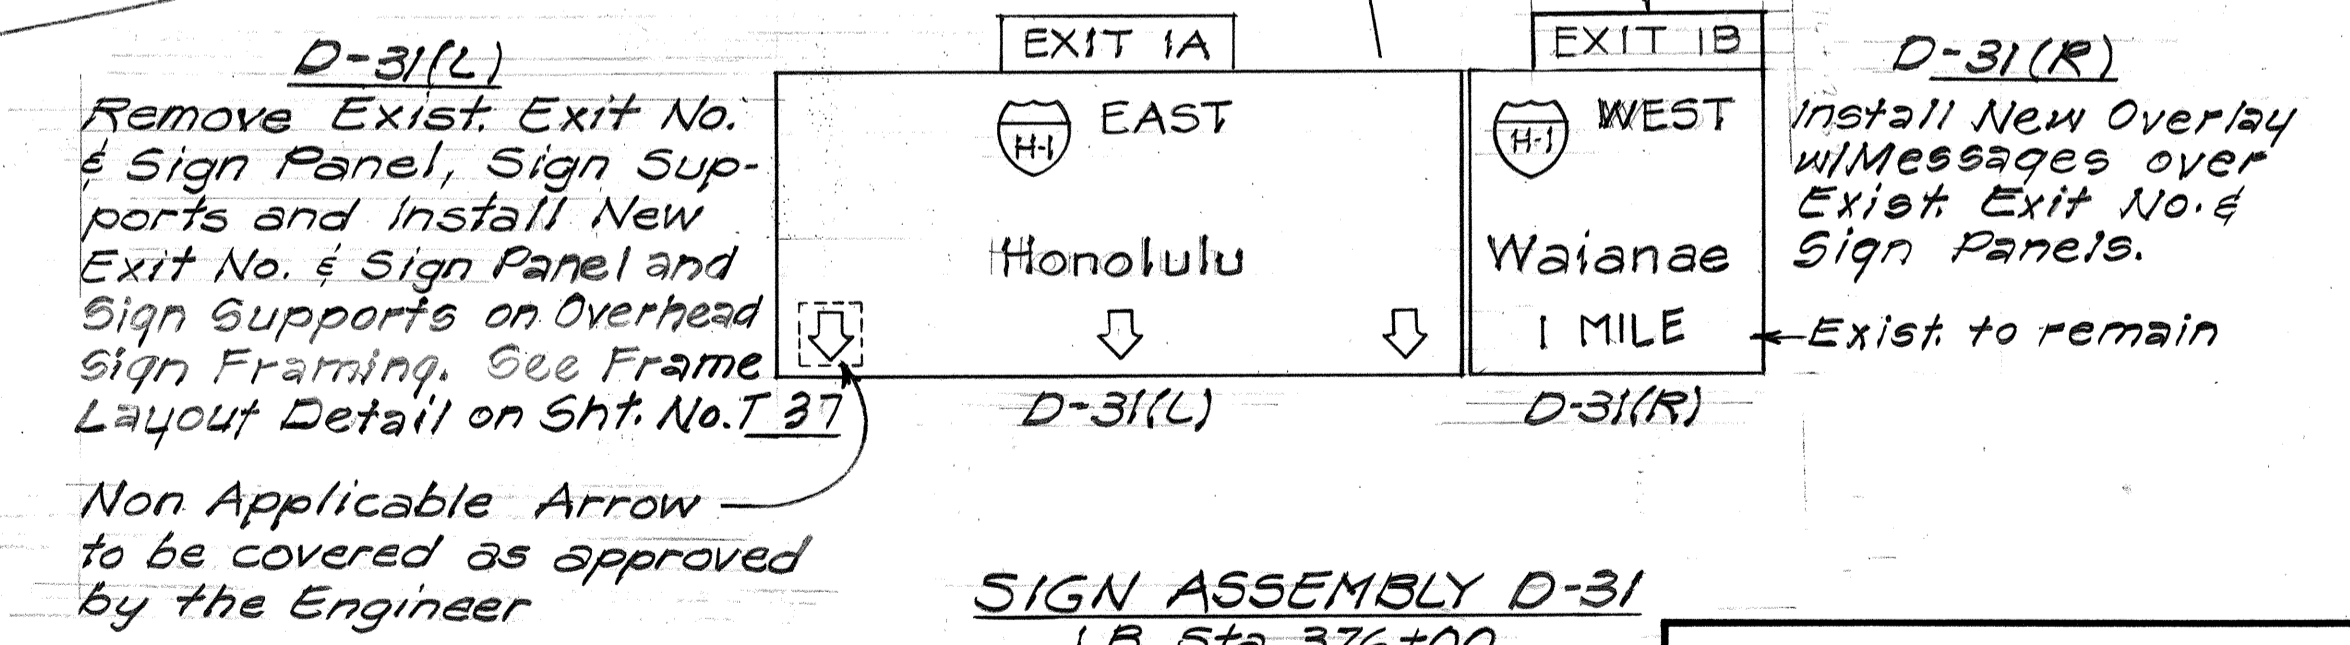 D-31(L)
Remove Exist. Exit No.
& Sign Panel, Sign Sup-
ports and Install New
Exit No. & Sign Panel and
Sign Supports on Overhead
Sign Framing. See Frame
Layout Detail on Sht. No. T 37
Non Applicable Arrow
to be covered as approved
by the Engineer
EXIT 1A
H-1 EAST
Honolulu
D-31(L)
EXIT 1B
H-1 WEST
Waianae
1 MILE
D-31(R)
D-31(R)
Install New Overlay
w/Messages over
Exist. Exit No. &
Sign Panels.
Exist. to remain
SIGN ASSEMBLY D-31
Sta. 376+00